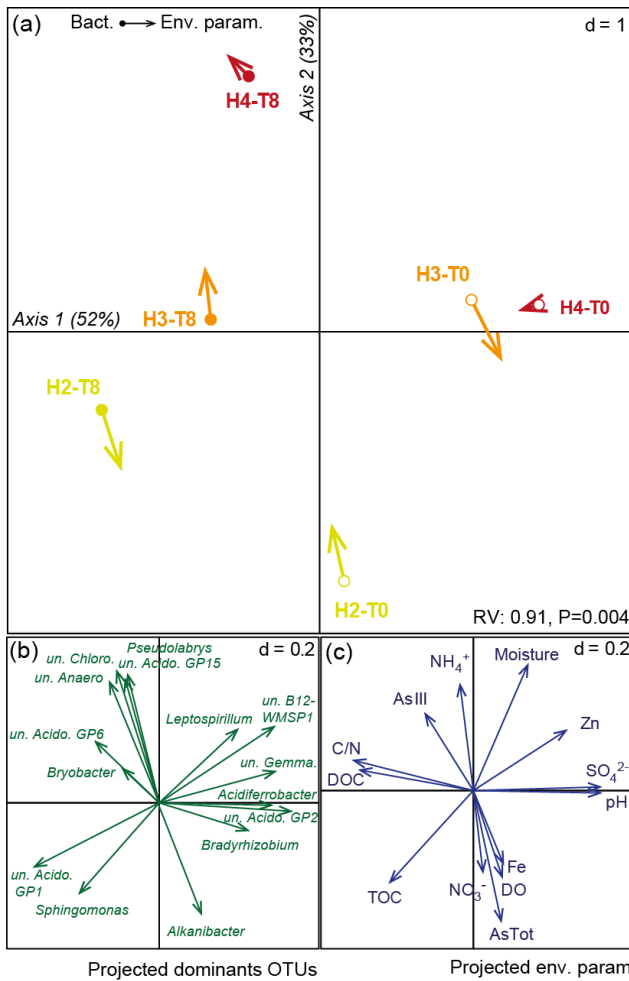 (a) Bact. Env. param. d = 1
Axis 2 (33%)
H4-T8
H3-T0
H4-T0
Axis 1 (52%)
H3-T8
H2-T8
H2-T0
RV: 0.91, P=0.004
(b) d = 0.2
Pseudolabrys
un. Chloro.
un. Acido. GP15
un. Anaero
un. B12-
WMSP1
Leptospirillum
un. Acido. GP6
un. Gemma.
Bryobacter
Acidiferrobacter
un. Acido. GP2
Bradyrhizobium
un. Acido.
GP1
Sphingomonas
Alkanibacter
Projected dominants OTUs
(c) d = 0.2
Moisture
NH₄⁺
AsIII
Zn
C/N
DOC
SO₄²⁻
pH
Fe
DO
NO₃⁻
TOC
AsTot
Projected env. param